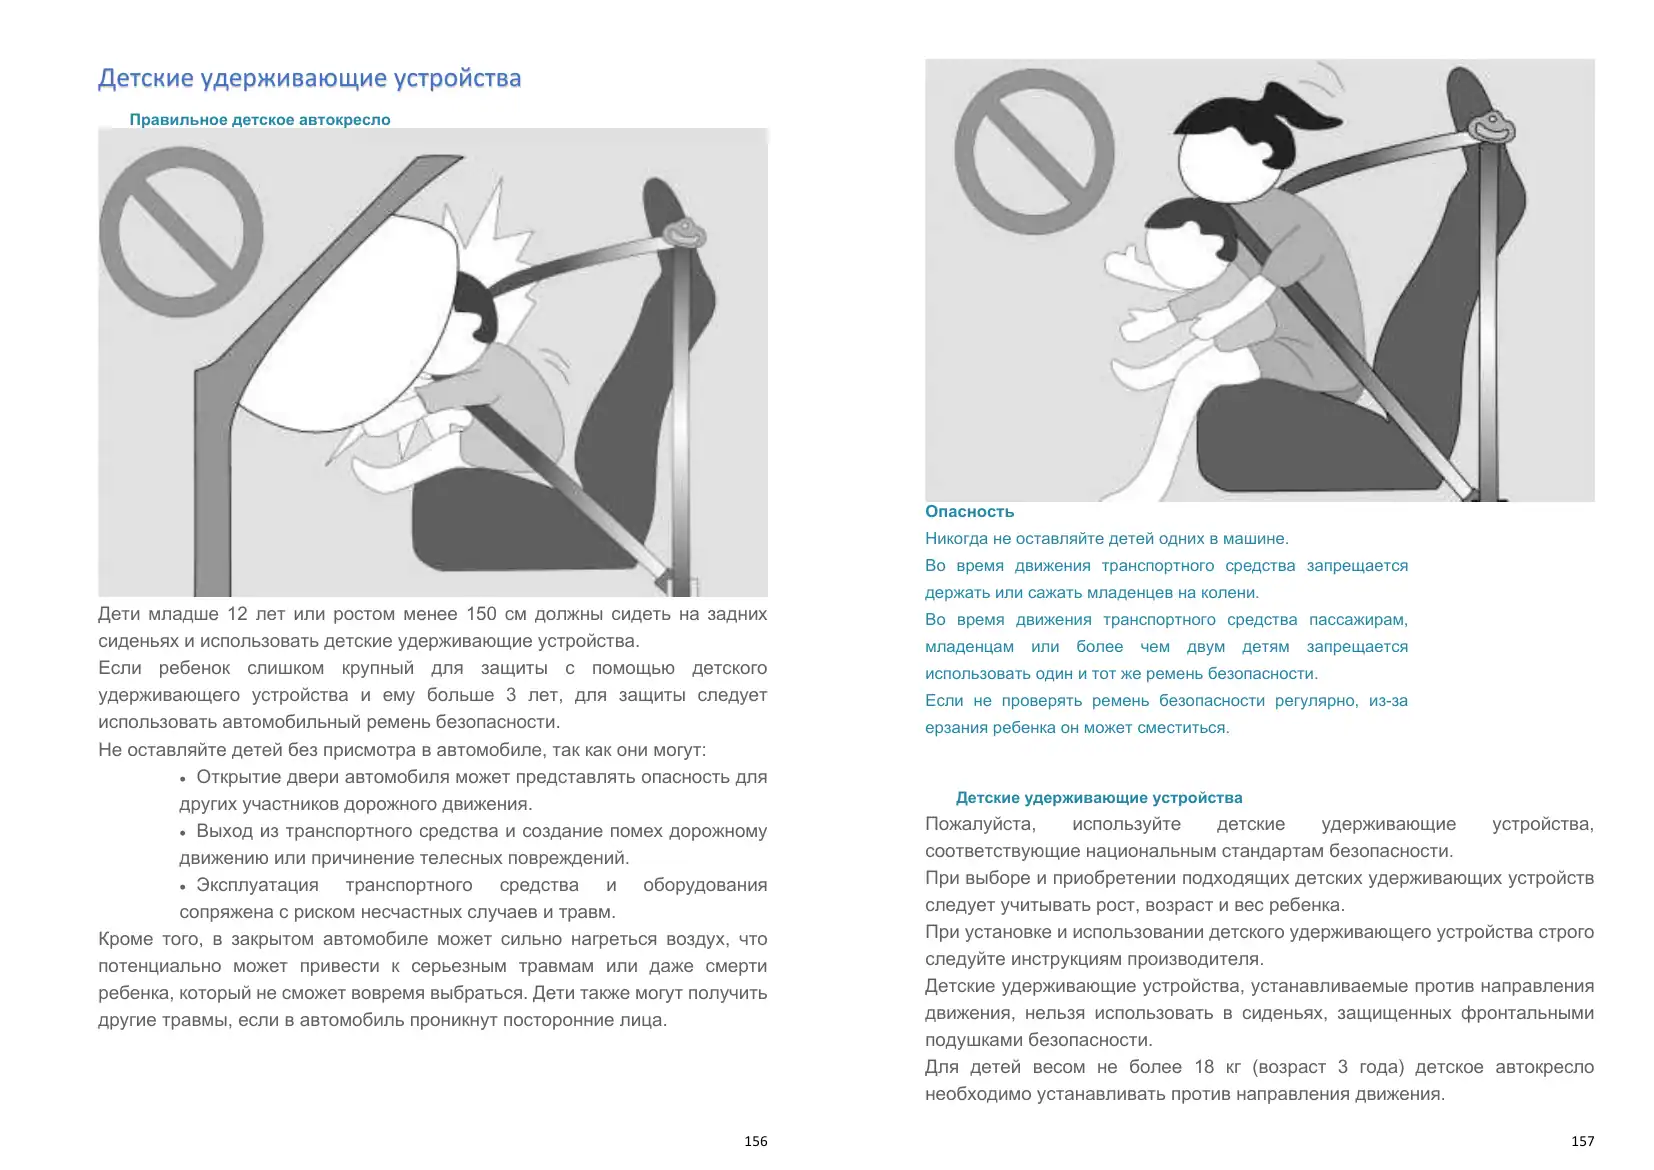 Детские удерживающие устройства
Правильное детское автокресло
Дети младше 12 лет или ростом менее 150 см должны сидеть на задних
сиденьях и использовать детские удерживающие устройства.
Если ребенок слишком крупный для защиты с помощью детского
удерживающего устройства и ему больше 3 лет, для защиты следует
использовать автомобильный ремень безопасности.
Не оставляйте детей без присмотра в автомобиле, так как они могут:
• Открытие двери автомобиля может представлять опасность для
других участников дорожного движения.
• Выход из транспортного средства и создание помех дорожному
движению или причинение телесных повреждений.
• Эксплуатация транспортного средства и оборудования
сопряжена с риском несчастных случаев и травм.
Кроме того, в закрытом автомобиле может сильно нагреться воздух, что
потенциально может привести к серьезным травмам или даже смерти
ребенка, который не сможет вовремя выбраться. Дети также могут получить
другие травмы, если в автомобиль проникнут посторонние лица.
156
Опасность
Никогда не оставляйте детей одних в машине.
Во время движения транспортного средства запрещается
держать или сажать младенцев на колени.
Во время движения транспортного средства пассажирам,
младенцам или более чем двум детям запрещается
использовать один и тот же ремень безопасности.
Если не проверять ремень безопасности регулярно, из-за
ерзания ребенка он может сместиться.
Детские удерживающие устройства
Пожалуйста, используйте детские удерживающие устройства,
соответствующие национальным стандартам безопасности.
При выборе и приобретении подходящих детских удерживающих устройств
следует учитывать рост, возраст и вес ребенка.
При установке и использовании детского удерживающего устройства строго
следуйте инструкциям производителя.
Детские удерживающие устройства, устанавливаемые против направления
движения, нельзя использовать в сиденьях, защищенных фронтальными
подушками безопасности.
Для детей весом не более 18 кг (возраст 3 года) детское автокресло
необходимо устанавливать против направления движения.
157